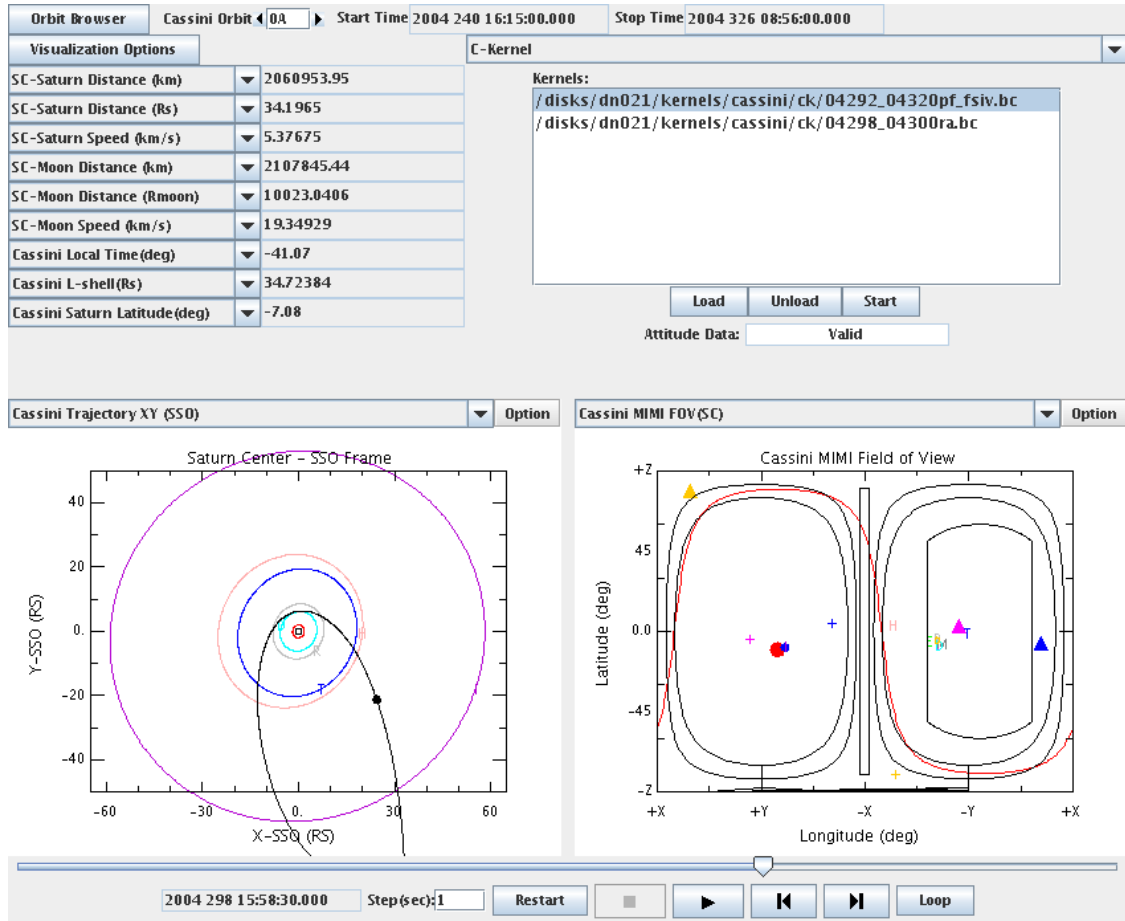 Orbit Browser Cassini Orbit 0A Start Time 2004 240 16:15:00.000 Stop Time 2004 326 08:56:00.000
Visualization Options C-Kernel
SC-Saturn Distance (km) 2060953.95
SC-Saturn Distance (Rs) 34.1965
SC-Saturn Speed (km/s) 5.37675
SC-Moon Distance (km) 2107845.44
SC-Moon Distance (Rmoon) 10023.0406
SC-Moon Speed (km/s) 19.34929
Cassini Local Time(deg) -41.07
Cassini L-shell(Rs) 34.72384
Cassini Saturn Latitude(deg) -7.08
Kernels:
/disks/dn021/kernels/cassini/ck/04292_04320pf_fsiv.bc
/disks/dn021/kernels/cassini/ck/04298_04300ra.bc
Load Unload Start
Attitude Data: Valid
Cassini Trajectory XY (SSO) Option
Saturn Center - SSO Frame
Y-SSO (RS)
40
20
0.
-20
-40
-60 -30 0. 30 60
X-SSO (RS)
H
R
T
Cassini MIMI FOV(SC) Option
Cassini MIMI Field of View
Latitude (deg)
+Z
45
0.0
-45
-Z
+X +Y -X -Y +X
Longitude (deg)
H
E
M
T
2004 298 15:58:30.000 Step(sec): 1 Restart Loop